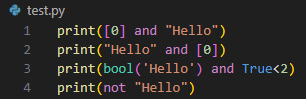 test.py
1 print([0] and "Hello")
2 print("Hello" and [0])
3 print(bool('Hello') and True<2)
4 print(not "Hello")